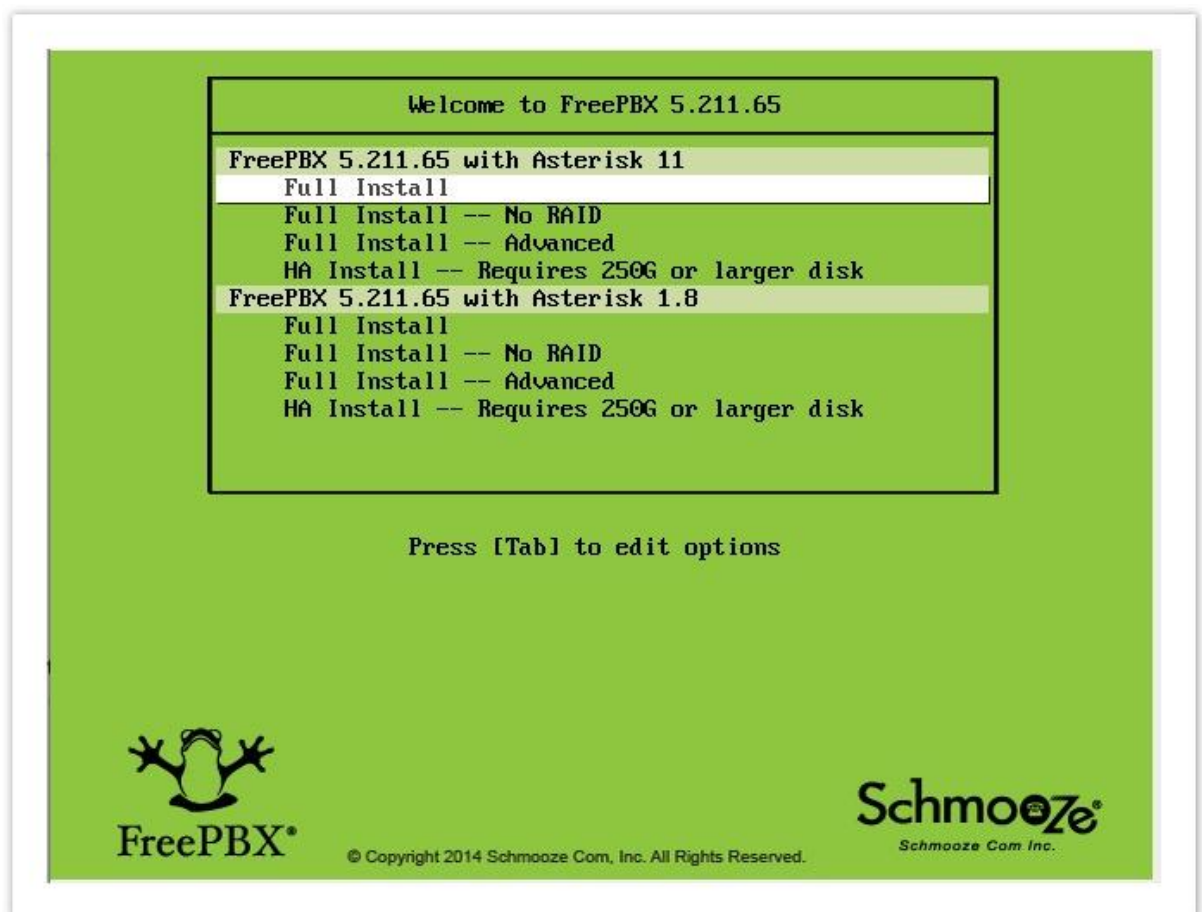 Welcome to FreePBX 5.211.65
FreePBX 5.211.65 with Asterisk 11
Full Install
Full Install -- No RAID
Full Install -- Advanced
HA Install -- Requires 250G or larger disk
FreePBX 5.211.65 with Asterisk 1.8
Full Install
Full Install -- No RAID
Full Install -- Advanced
HA Install -- Requires 250G or larger disk
Press [Tab] to edit options
FreePBX®
© Copyright 2014 Schmooze Com, Inc. All Rights Reserved.
Schmooze®
Schmooze Com Inc.